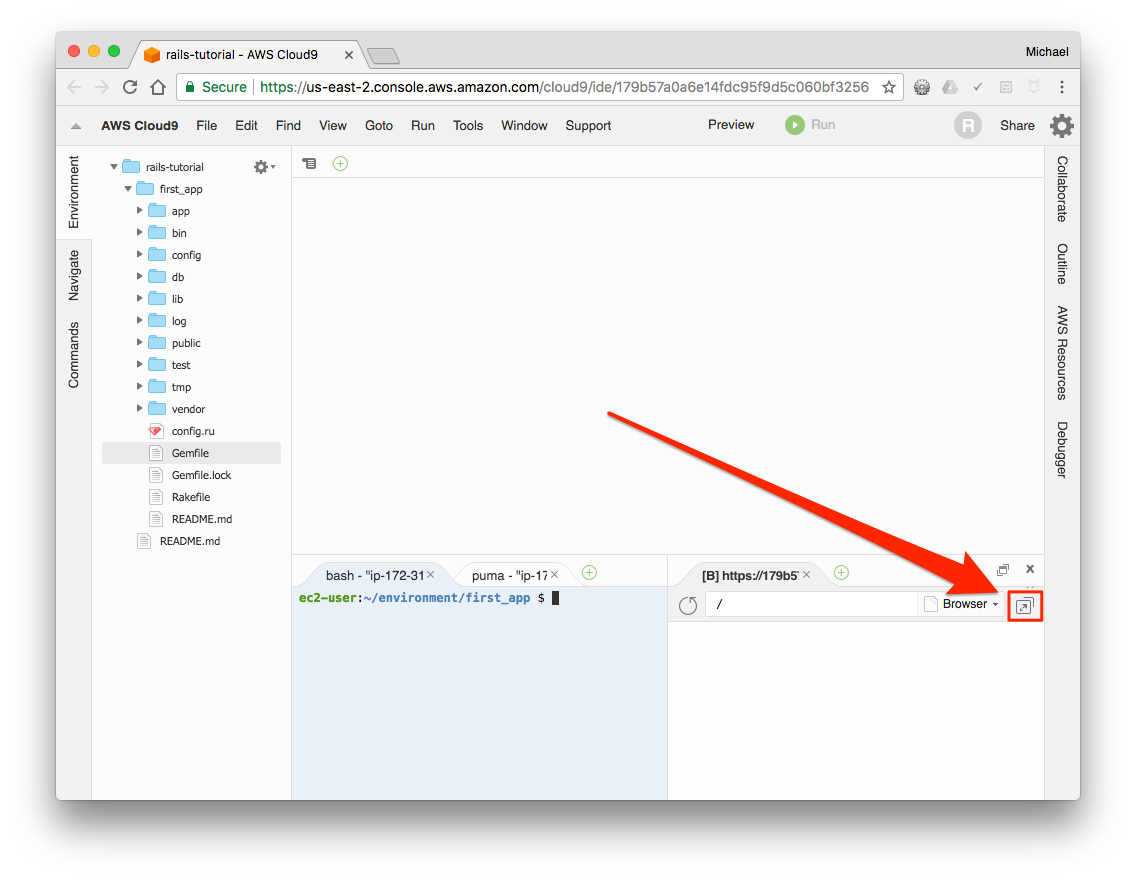 rails-tutorial - AWS Cloud9
Michael
Secure
https://us-east-2.console.aws.amazon.com/cloud9/ide/179b57a0a6e14fdc95f9d5c060bf3256
AWS Cloud9 File Edit Find View Goto Run Tools Window Support Preview Run R Share
Environment
Navigate
Commands
rails-tutorial
first_app
app
bin
config
db
lib
log
public
test
tmp
vendor
config.ru
Gemfile
Gemfile.lock
Rakefile
README.md
README.md
bash - "ip-172-31
puma - "ip-17
ec2-user:~/environment/first_app $
[B] https://179b5
/
Browser
Collaborate
Outline
AWS Resources
Debugger